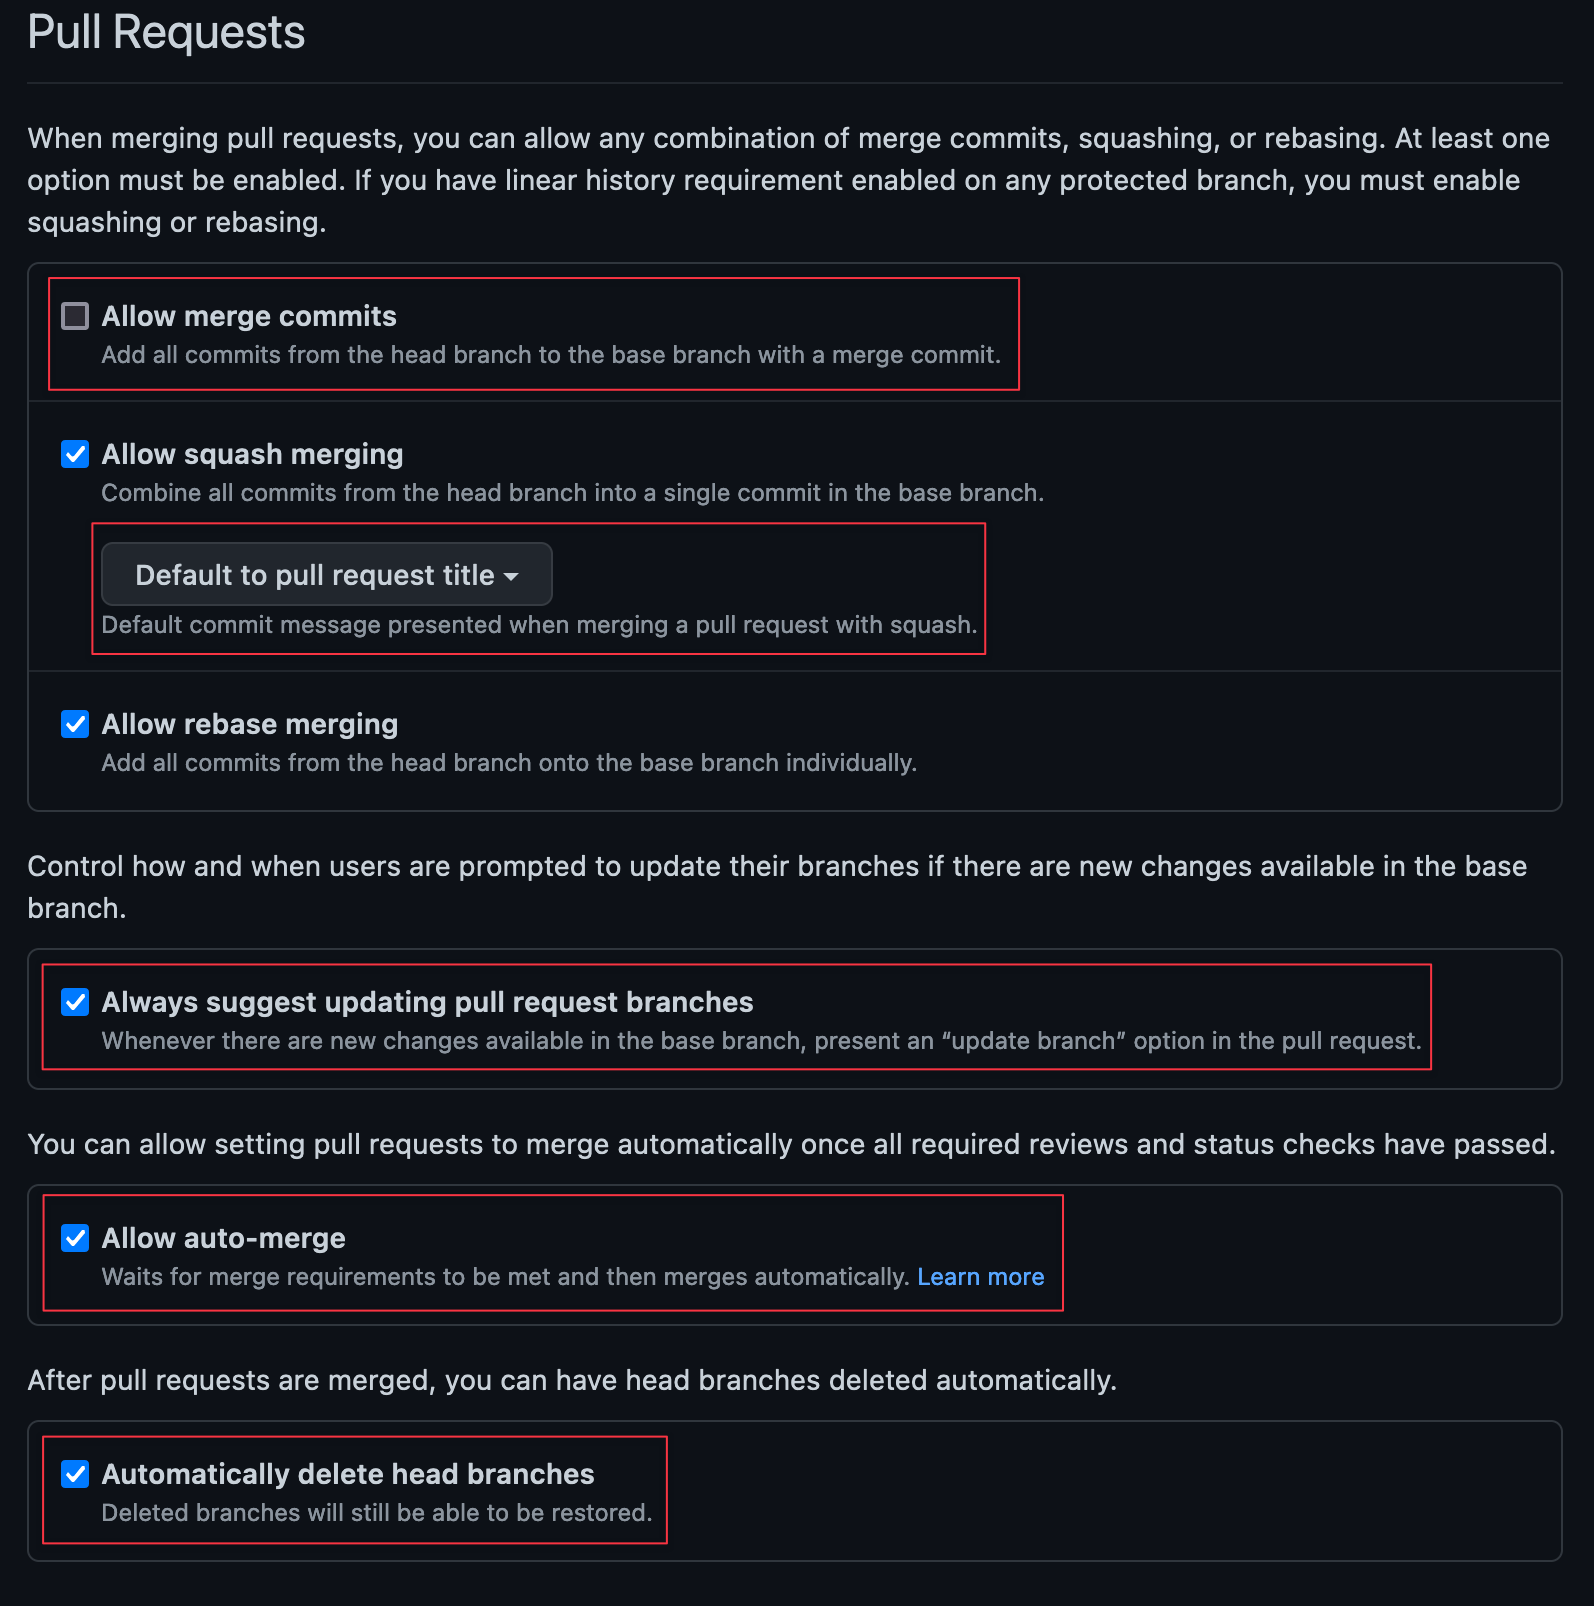 Pull Requests
When merging pull requests, you can allow any combination of merge commits, squashing, or rebasing. At least one
option must be enabled. If you have linear history requirement enabled on any protected branch, you must enable
squashing or rebasing.
Allow merge commits
Add all commits from the head branch to the base branch with a merge commit.
Allow squash merging
Combine all commits from the head branch into a single commit in the base branch.
Default to pull request title
Default commit message presented when merging a pull request with squash.
Allow rebase merging
Add all commits from the head branch onto the base branch individually.
Control how and when users are prompted to update their branches if there are new changes available in the base
branch.
Always suggest updating pull request branches
Whenever there are new changes available in the base branch, present an “update branch” option in the pull request.
You can allow setting pull requests to merge automatically once all required reviews and status checks have passed.
Allow auto-merge
Waits for merge requirements to be met and then merges automatically. Learn more
After pull requests are merged, you can have head branches deleted automatically.
Automatically delete head branches
Deleted branches will still be able to be restored.